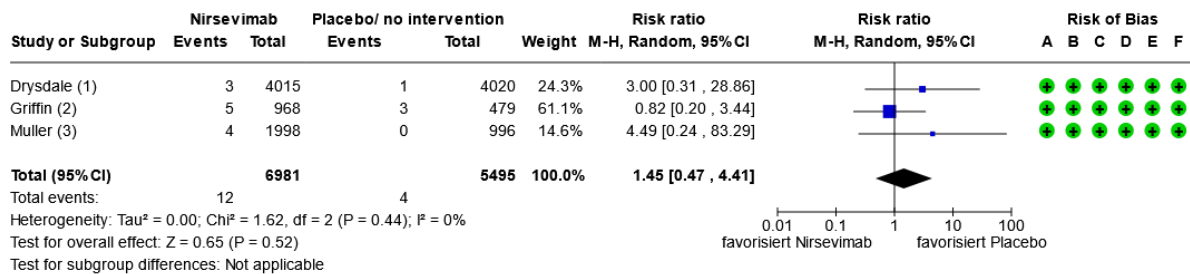 Nirsevimab Placebo/ no intervention Risk ratio Risk ratio Risk of Bias
Study or Subgroup Events Total Events Total Weight M-H, Random, 95% CI M-H, Random, 95% CI A B C D E F
Drysdale (1) 3 4015 1 4020 24.3% 3.00 [0.31 , 28.86] + + + + + +
Griffin (2) 5 968 3 479 61.1% 0.82 [0.20 , 3.44] + + + + + +
Muller (3) 4 1998 0 996 14.6% 4.49 [0.24 , 83.29] + + + + + +
Total (95% CI) 6981 5495 100.0% 1.45 [0.47 , 4.41]
Total events: 12 4
Heterogeneity: Tau² = 0.00; Chi² = 1.62, df = 2 (P = 0.44); I² = 0%
0.01 0.1 1 10 100
Test for overall effect: Z = 0.65 (P = 0.52)
favorisiert Nirsevimab favorisiert Placebo
Test for subgroup differences: Not applicable